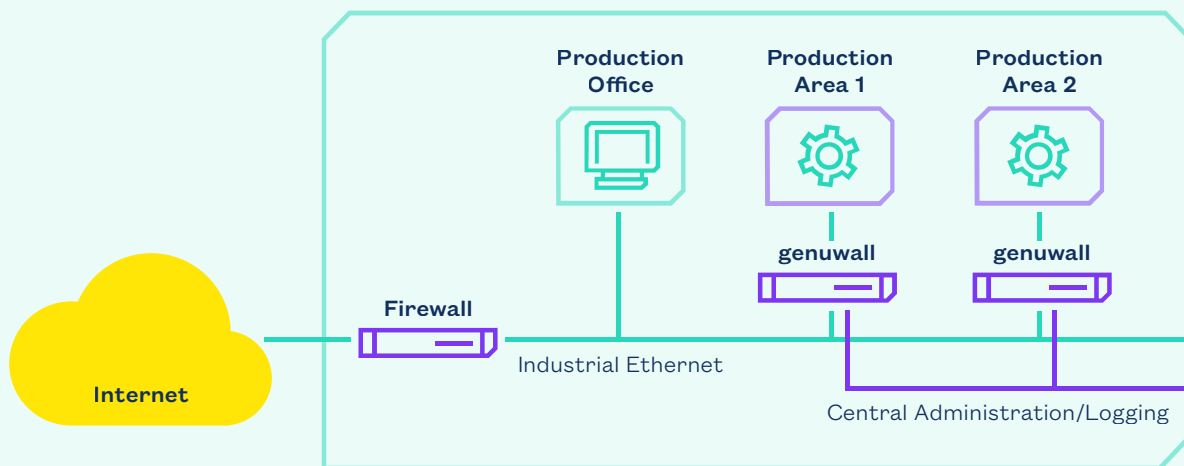 Production
Office
Production
Area 1
Production
Area 2
genuwall
genuwall
Firewall
Industrial Ethernet
Internet
Central Administration/Logging